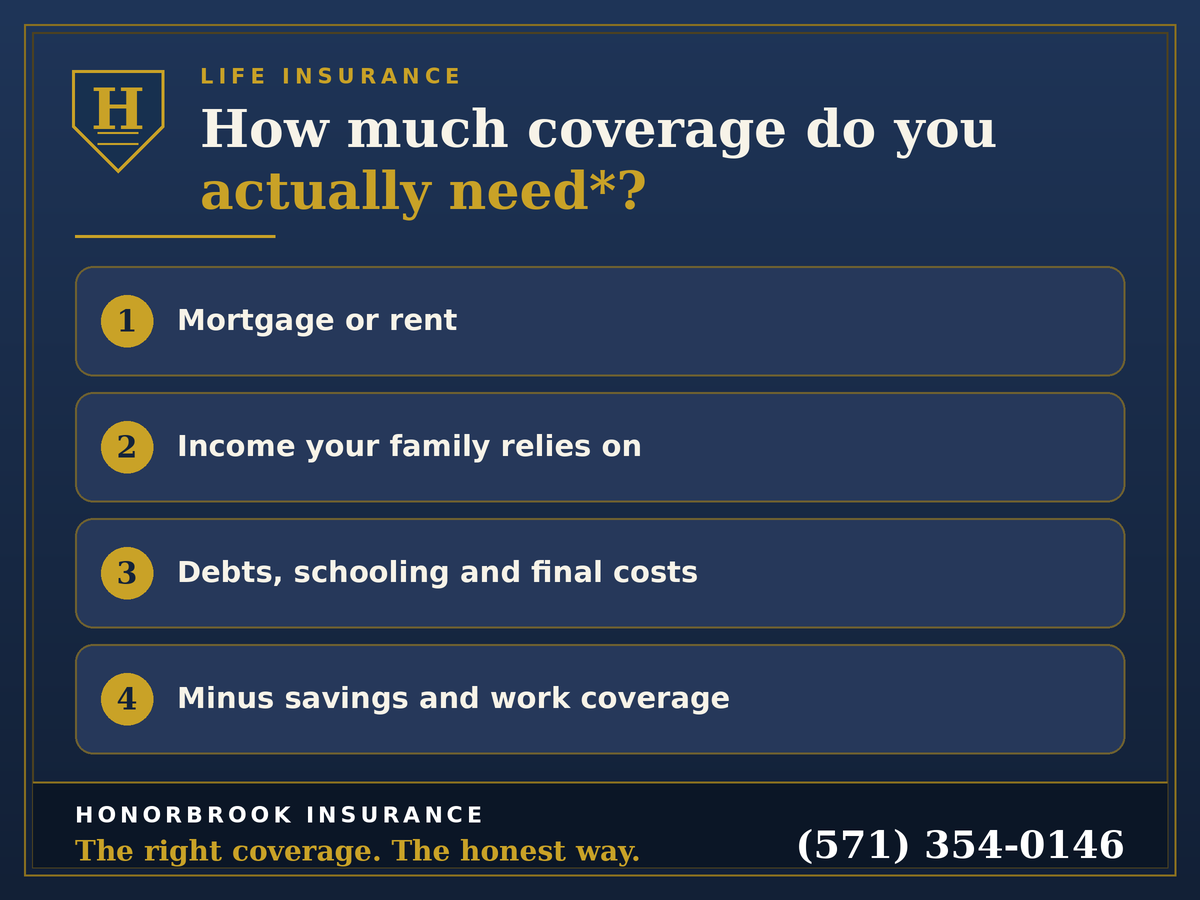 H
LIFE INSURANCE
How much coverage do you
actually need*?
1 Mortgage or rent
2 Income your family relies on
3 Debts, schooling and final costs
4 Minus savings and work coverage
HONORBROOK INSURANCE
The right coverage. The honest way.
(571) 354-0146